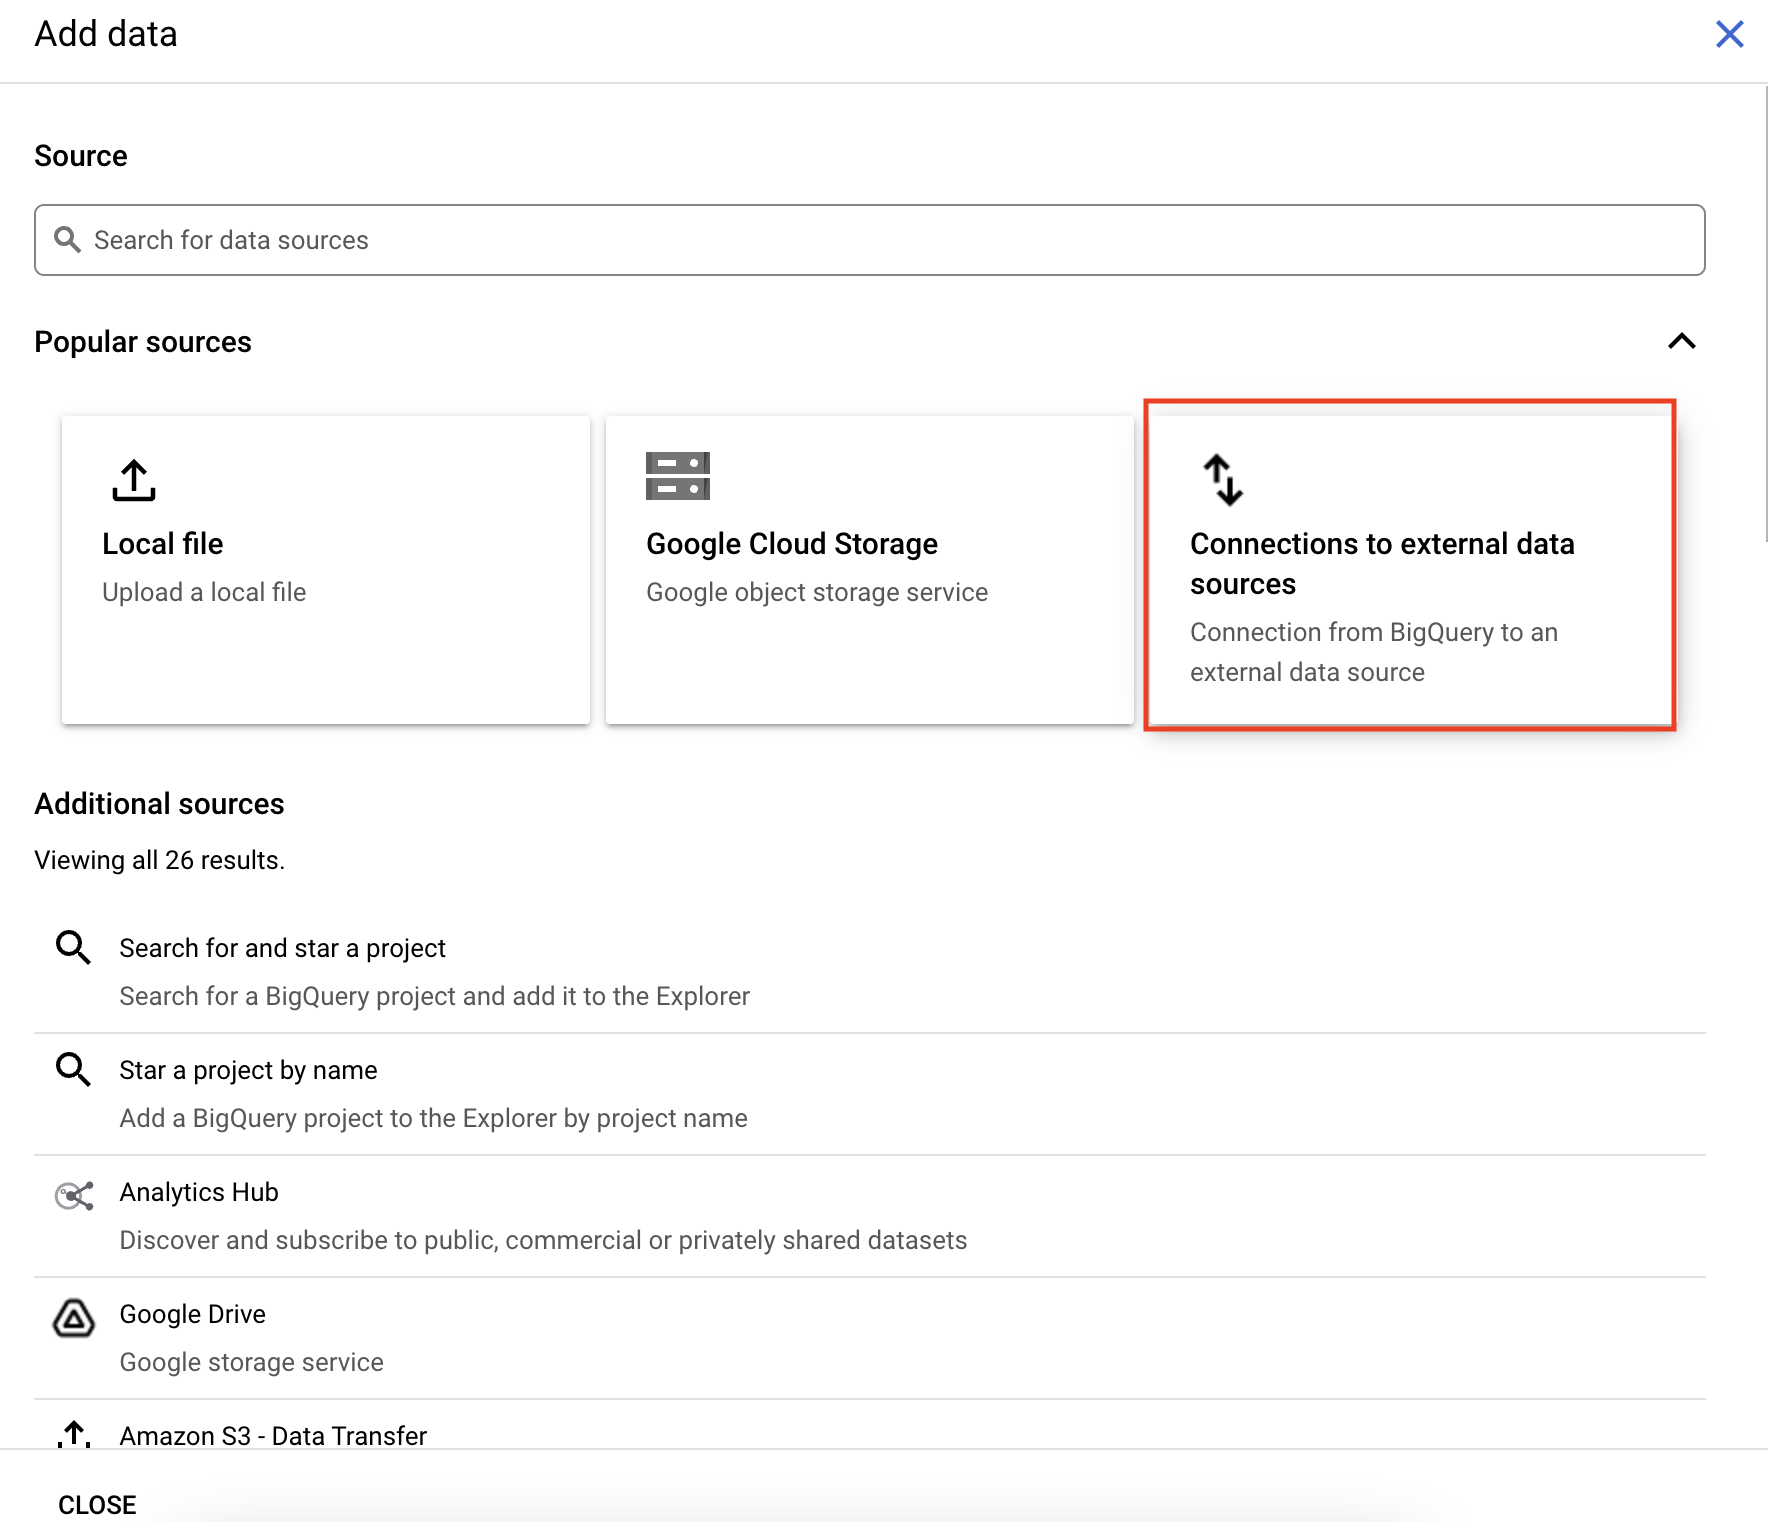 Add data
Source
Search for data sources
Popular sources
Local file
Upload a local file
Google Cloud Storage
Google object storage service
Connections to external data
sources
Connection from BigQuery to an
external data source
Additional sources
Viewing all 26 results.
Search for and star a project
Search for a BigQuery project and add it to the Explorer
Star a project by name
Add a BigQuery project to the Explorer by project name
Analytics Hub
Discover and subscribe to public, commercial or privately shared datasets
Google Drive
Google storage service
Amazon S3 - Data Transfer
CLOSE